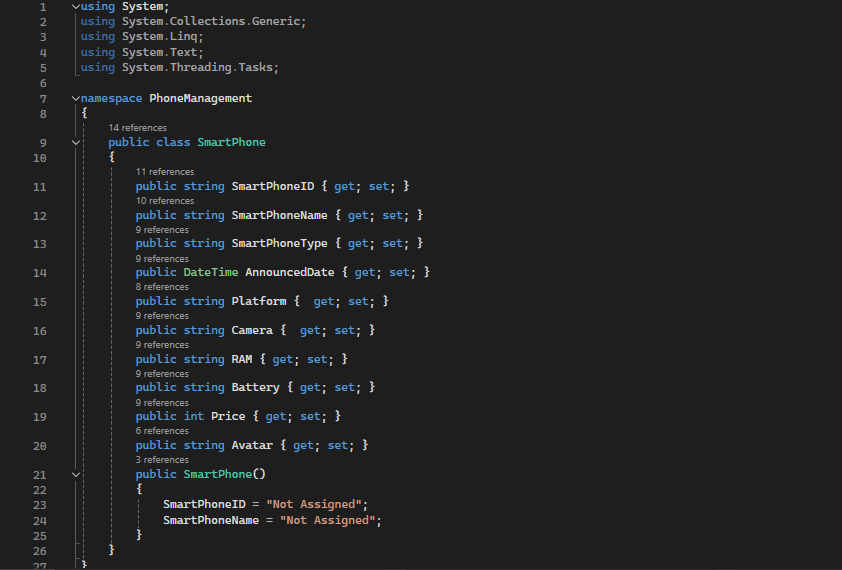 1 using System;
2 using System.Collections.Generic;
3 using System.Linq;
4 using System.Text;
5 using System.Threading.Tasks;
6
7 namespace PhoneManagement
8 {
14 references
9 public class SmartPhone
10 {
11 references
11 public string SmartPhoneID { get; set; }
10 references
12 public string SmartPhoneName { get; set; }
9 references
13 public string SmartPhoneType { get; set; }
9 references
14 public DateTime AnnouncedDate { get; set; }
8 references
15 public string Platform {  get; set; }
9 references
16 public string Camera {  get; set; }
9 references
17 public string RAM { get; set; }
9 references
18 public string Battery { get; set; }
9 references
19 public int Price { get; set; }
6 references
20 public string Avatar { get; set; }
3 references
21 public SmartPhone()
22 {
23 SmartPhoneID = "Not Assigned";
24 SmartPhoneName = "Not Assigned";
25 }
26 }
27 }